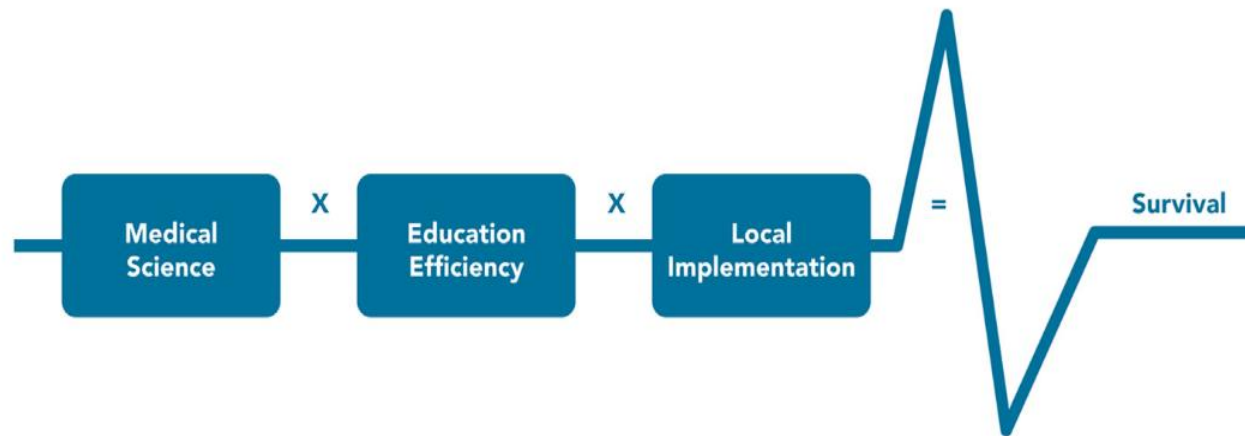 Medical
Science
X
Education
Efficiency
X
Local
Implementation
=
Survival